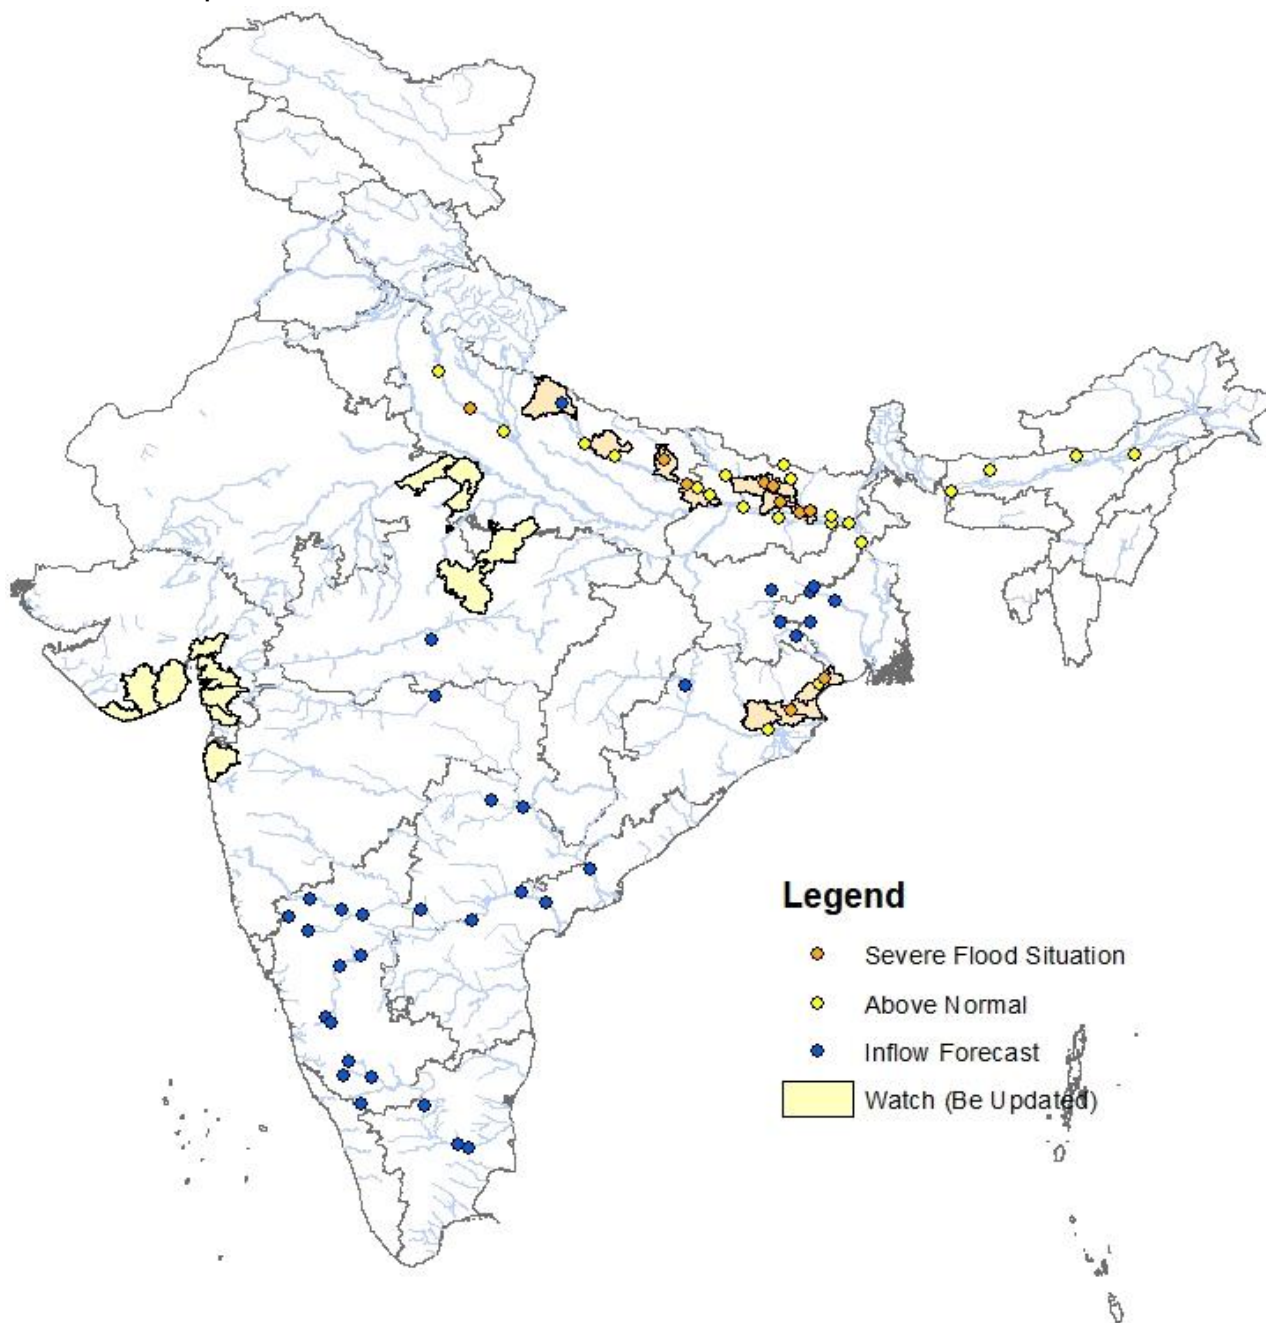 Legend
Severe Flood Situation
Above Normal
Inflow Forecast
Watch (Be Updated)